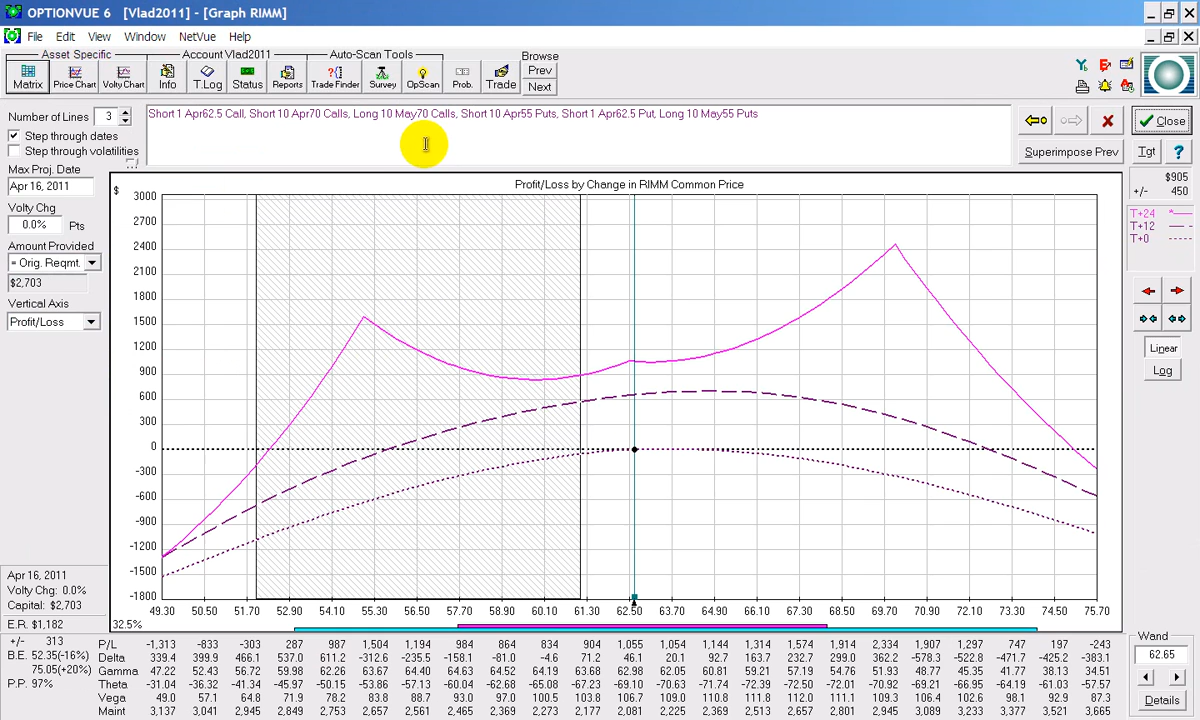 OPTIONVUE 6 [Vlad2011] - [Graph RIMM]
File Edit View Window NetVue Help
Asset Specific Account Vlad2011 Auto-Scan Tools Browse
Matrix Price Chart Volty Chart Info T.Log Status Reports Trade Finder Survey OpScan Prob. Trade Prev
Next
Number of Lines 3
Short 1 Apr62.5 Call, Short 10 Apr70 Calls, Long 10 May70 Calls, Short 10 Apr55 Puts, Short 1 Apr62.5 Put, Long 10 May55 Puts
Close
Step through dates
Step through volatilities
Superimpose Prev Tgt ?
Max Proj. Date
Apr 16, 2011
Volty Chg
0.0% Pts
Amount Provided
= Orig. Reqmt.
$2,703
Vertical Axis
Profit/Loss
$ Profit/Loss by Change in RIMM Common Price
3000
2700
2400
2100
1800
1500
1200
900
600
300
0
-300
-600
-900
-1200
-1500
-1800
49.30 50.50 51.70 52.90 54.10 55.30 56.50 57.70 58.90 60.10 61.30 62.50 63.70 64.90 66.10 67.30 68.50 69.70 70.90 72.10 73.30 74.50 75.70
32.5%
$905
+/- 450
T+24
T+12
T+0
Linear
Log
Apr 16, 2011
Volty Chg: 0.0%
Capital: $2,703
E.R. $1,182
+/- 313
B.E. 52.35(-16%)
75.05(+20%)
P.P. 97%
P/L -1,313 -833 -303 287 987 1,504 1,194 984 864 834 904 1,055 1,054 1,144 1,314 1,574 1,914 2,334 1,907 1,297 747 197 -243
Delta 339.4 399.9 466.1 537.0 611.2 -312.6 -235.5 -158.1 -81.0 -4.6 71.2 46.1 20.1 92.7 163.7 232.7 299.0 362.2 -578.3 -522.8 -471.7 -425.2 -383.1
Gamma 47.22 52.43 56.72 59.98 62.26 63.67 64.40 64.63 64.52 64.19 63.68 62.98 62.05 60.81 59.21 57.19 54.76 51.93 48.77 45.35 41.77 38.13 34.51
Theta -31.04 -36.32 -41.34 -45.97 -50.15 -53.86 -57.13 -60.04 -62.68 -65.08 -67.23 -69.10 -70.63 -71.74 -72.39 -72.50 -72.01 -70.92 -69.21 -66.95 -64.19 -61.03 -57.57
Vega 49.0 57.1 64.8 71.9 78.2 83.8 88.7 93.0 97.0 100.5 103.8 106.7 109.0 110.8 111.8 112.0 111.1 109.3 106.4 102.6 98.1 92.9 87.3
Maint 3,137 3,041 2,945 2,849 2,753 2,657 2,561 2,465 2,369 2,273 2,177 2,081 2,225 2,369 2,513 2,657 2,801 2,945 3,089 3,233 3,377 3,521 3,665
Wand
62.65
Details